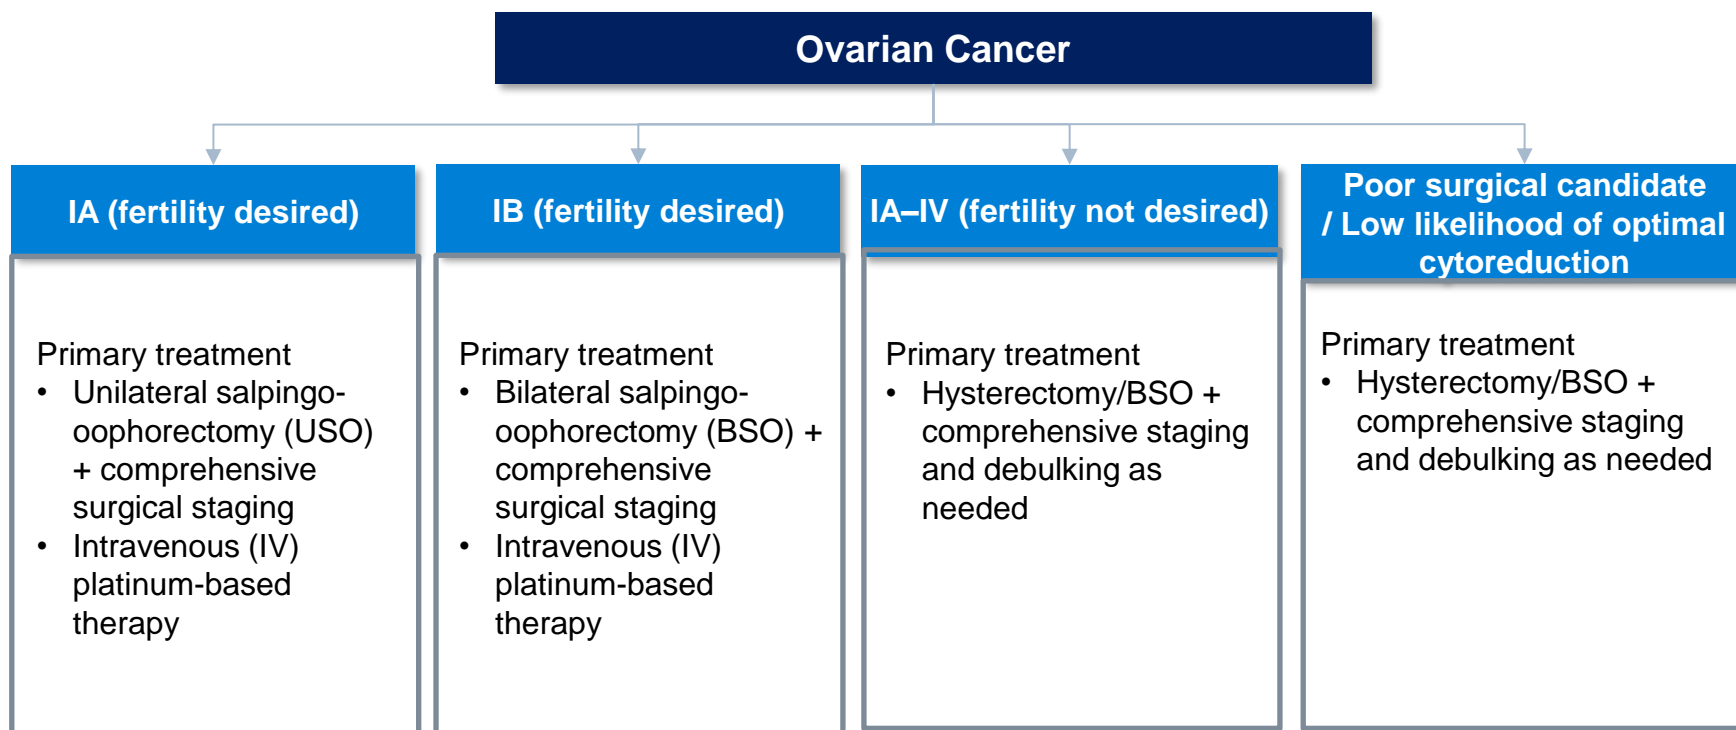 Ovarian Cancer
IA (fertility desired)
Primary treatment
• Unilateral salpingo-
oophorectomy (USO)
+ comprehensive
surgical staging
• Intravenous (IV)
platinum-based
therapy
IB (fertility desired)
Primary treatment
• Bilateral salpingo-
oophorectomy (BSO) +
comprehensive
surgical staging
• Intravenous (IV)
platinum-based
therapy
IA–IV (fertility not desired)
Primary treatment
• Hysterectomy/BSO +
comprehensive staging
and debulking as
needed
Poor surgical candidate
/ Low likelihood of optimal
cytoreduction
Primary treatment
• Hysterectomy/BSO +
comprehensive staging
and debulking as needed